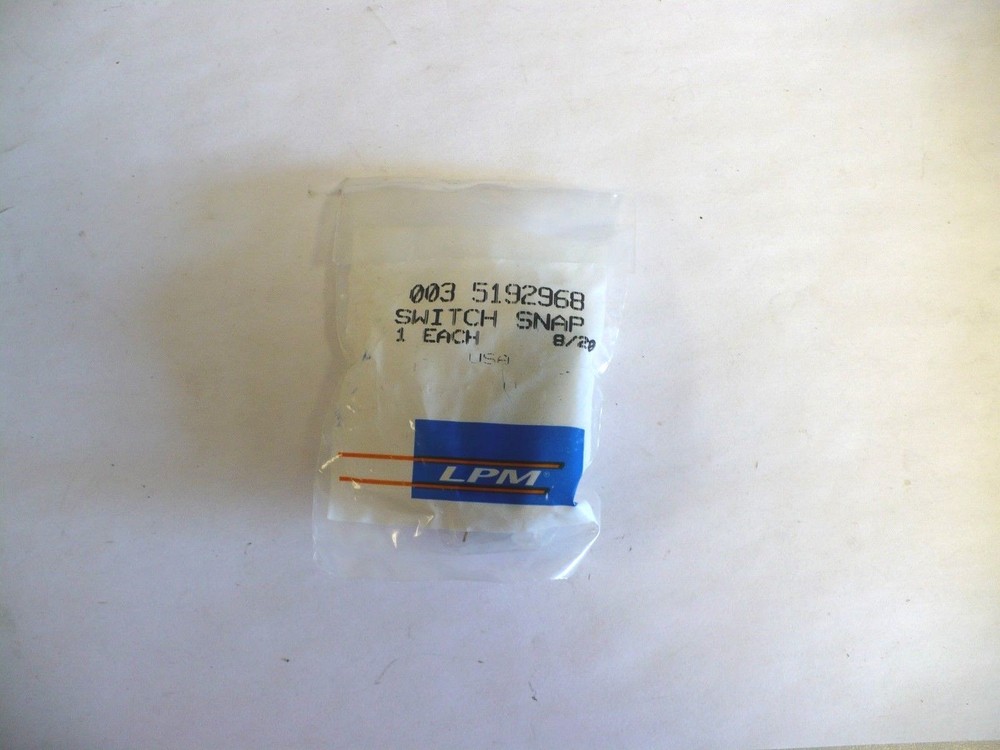 003 5192968
SWITCH SNAP
1 EACH 8/20
USA
LPM